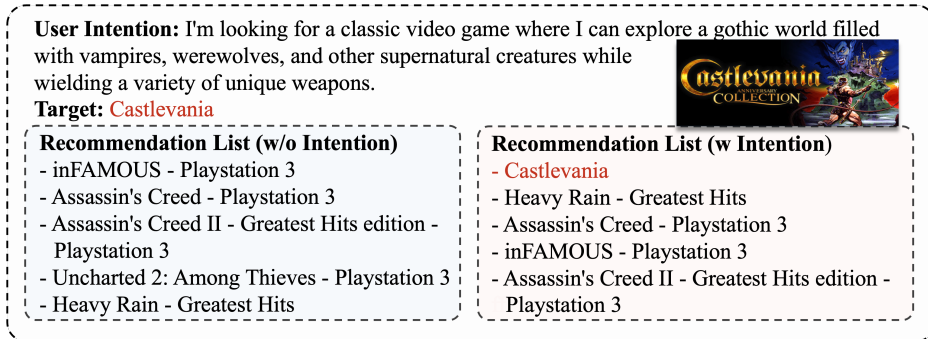 User Intention: I'm looking for a classic video game where I can explore a gothic world filled
with vampires, werewolves, and other supernatural creatures while
wielding a variety of unique weapons.
Target: Castlevania
Castlevania
ANNIVERSARY
COLLECTION
Recommendation List (w/o Intention)
- inFAMOUS - Playstation 3
- Assassin's Creed - Playstation 3
- Assassin's Creed II - Greatest Hits edition -
Playstation 3
- Uncharted 2: Among Thieves - Playstation 3
- Heavy Rain - Greatest Hits
Recommendation List (w Intention)
- Castlevania
- Heavy Rain - Greatest Hits
- Assassin's Creed - Playstation 3
- inFAMOUS - Playstation 3
- Assassin's Creed II - Greatest Hits edition -
Playstation 3